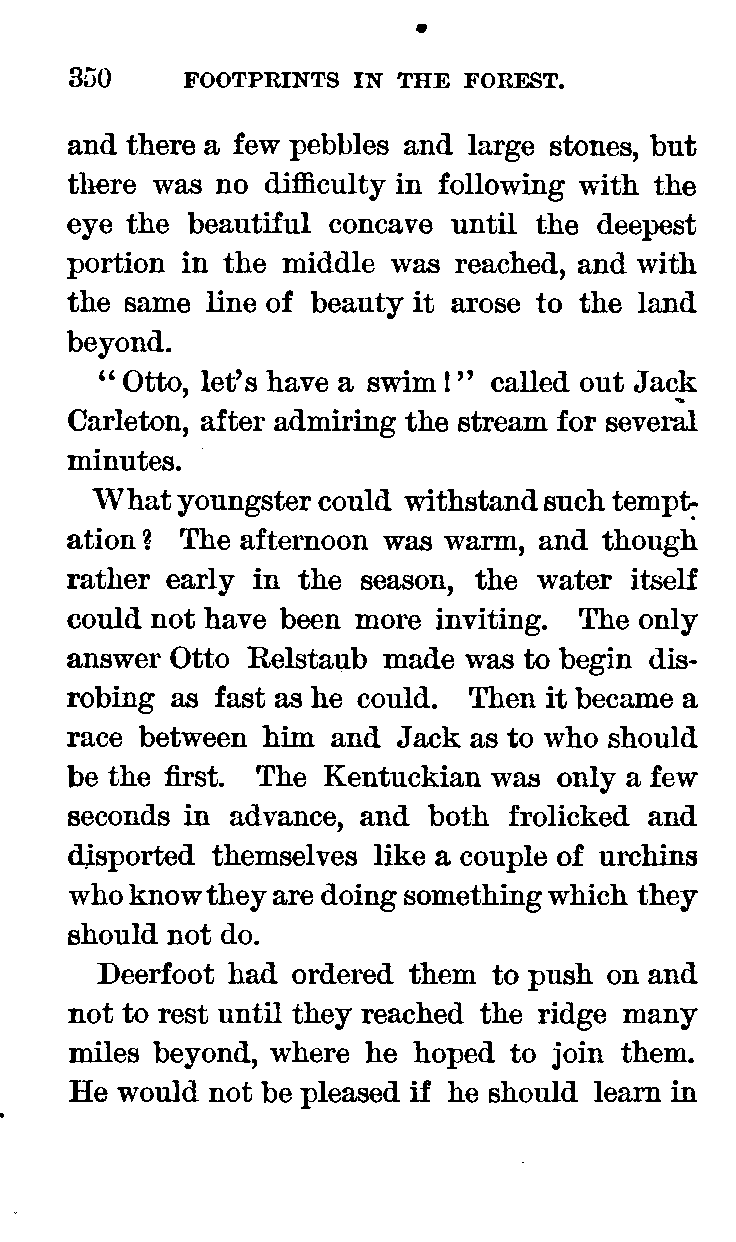 350 FOOTPRINTS IN THE FOREST.
and there a few pebbles and large stones, but
there was no difficulty in following with the
eye the beautiful concave until the deepest
portion in the middle was reached, and with
the same line of beauty it arose to the land
beyond.
"Otto, let's have a swim!" called out Jack
Carleton, after admiring the stream for several
minutes.
What youngster could withstand such tempt-
ation? The afternoon was warm, and though
rather early in the season, the water itself
could not have been more inviting. The only
answer Otto Relstaub made was to begin dis-
robing as fast as he could. Then it became a
race between him and Jack as to who should
be the first. The Kentuckian was only a few
seconds in advance, and both frolicked and
disported themselves like a couple of urchins
who know they are doing something which they
should not do.
Deerfoot had ordered them to push on and
not to rest until they reached the ridge many
miles beyond, where he hoped to join them.
He would not be pleased if he should learn in